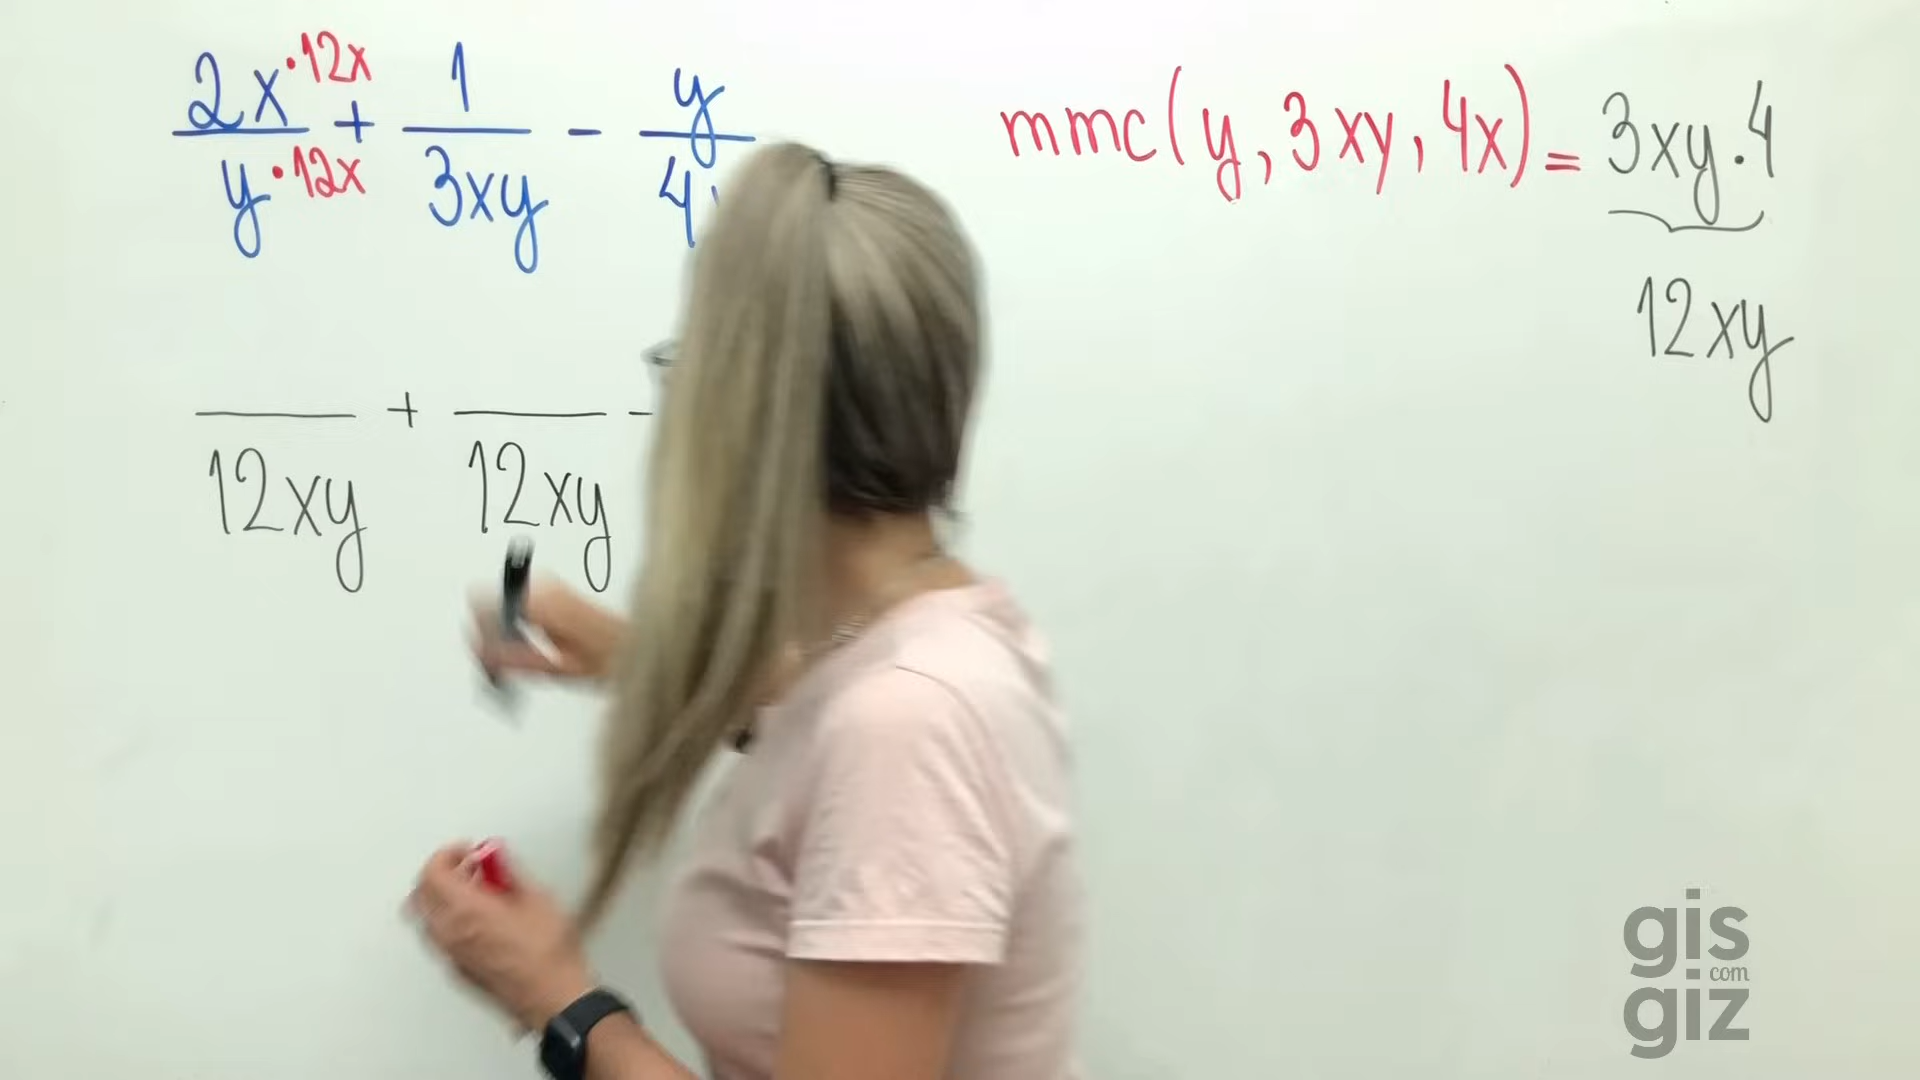 2x·12x/y·12x + 1/3xy - y/4
mmc(y, 3xy, 4x) = 3xy·4
12xy
/12xy + /12xy -
gis
com
giz